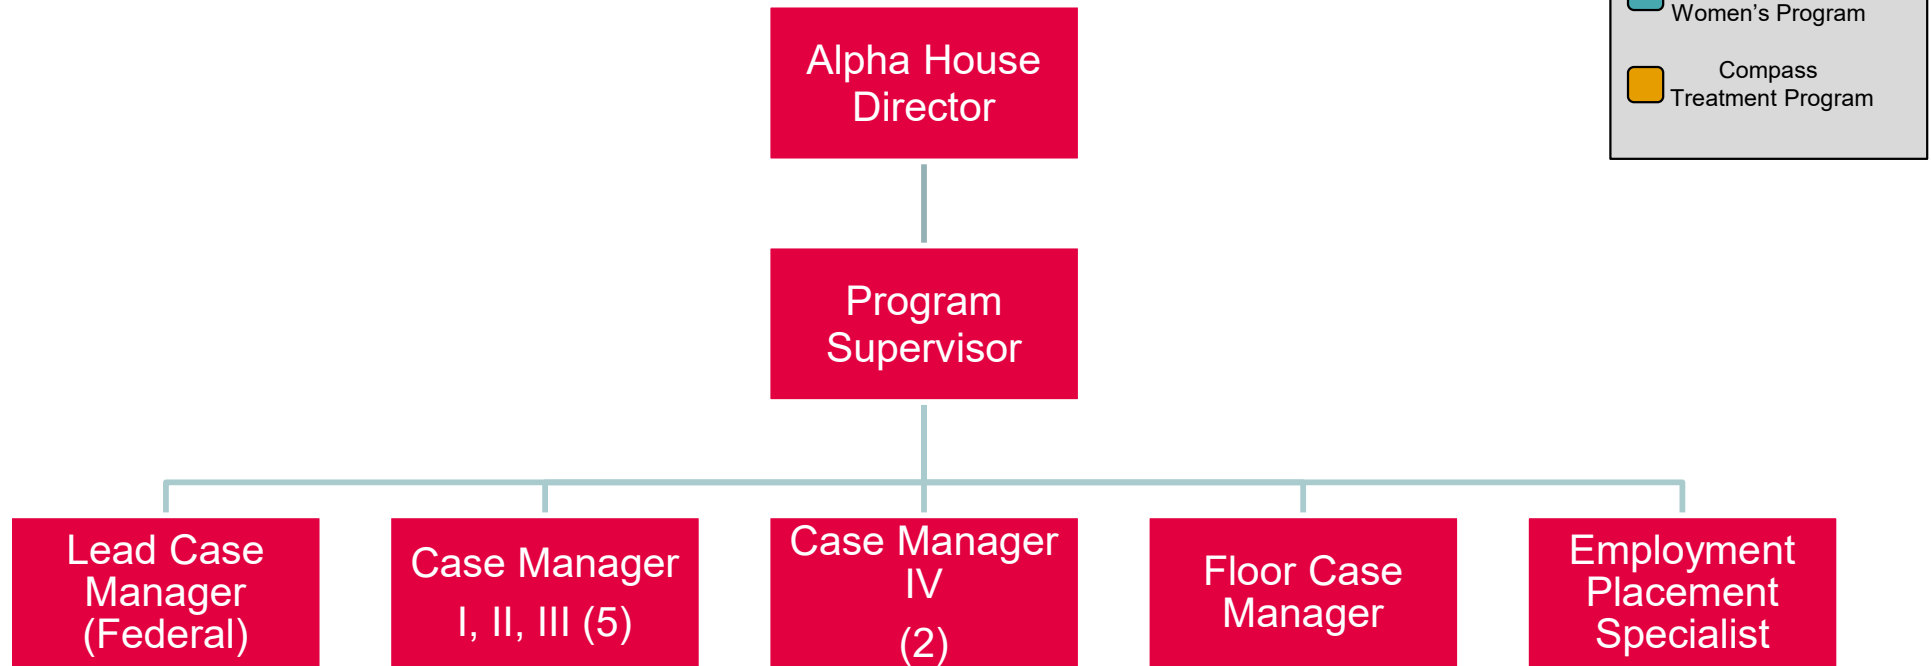 Women’s Program
Compass
Treatment Program
Alpha House
Director
Program
Supervisor
Lead Case
Manager
(Federal)
Case Manager
I, II, III (5)
Case Manager
IV
(2)
Floor Case
Manager
Employment
Placement
Specialist